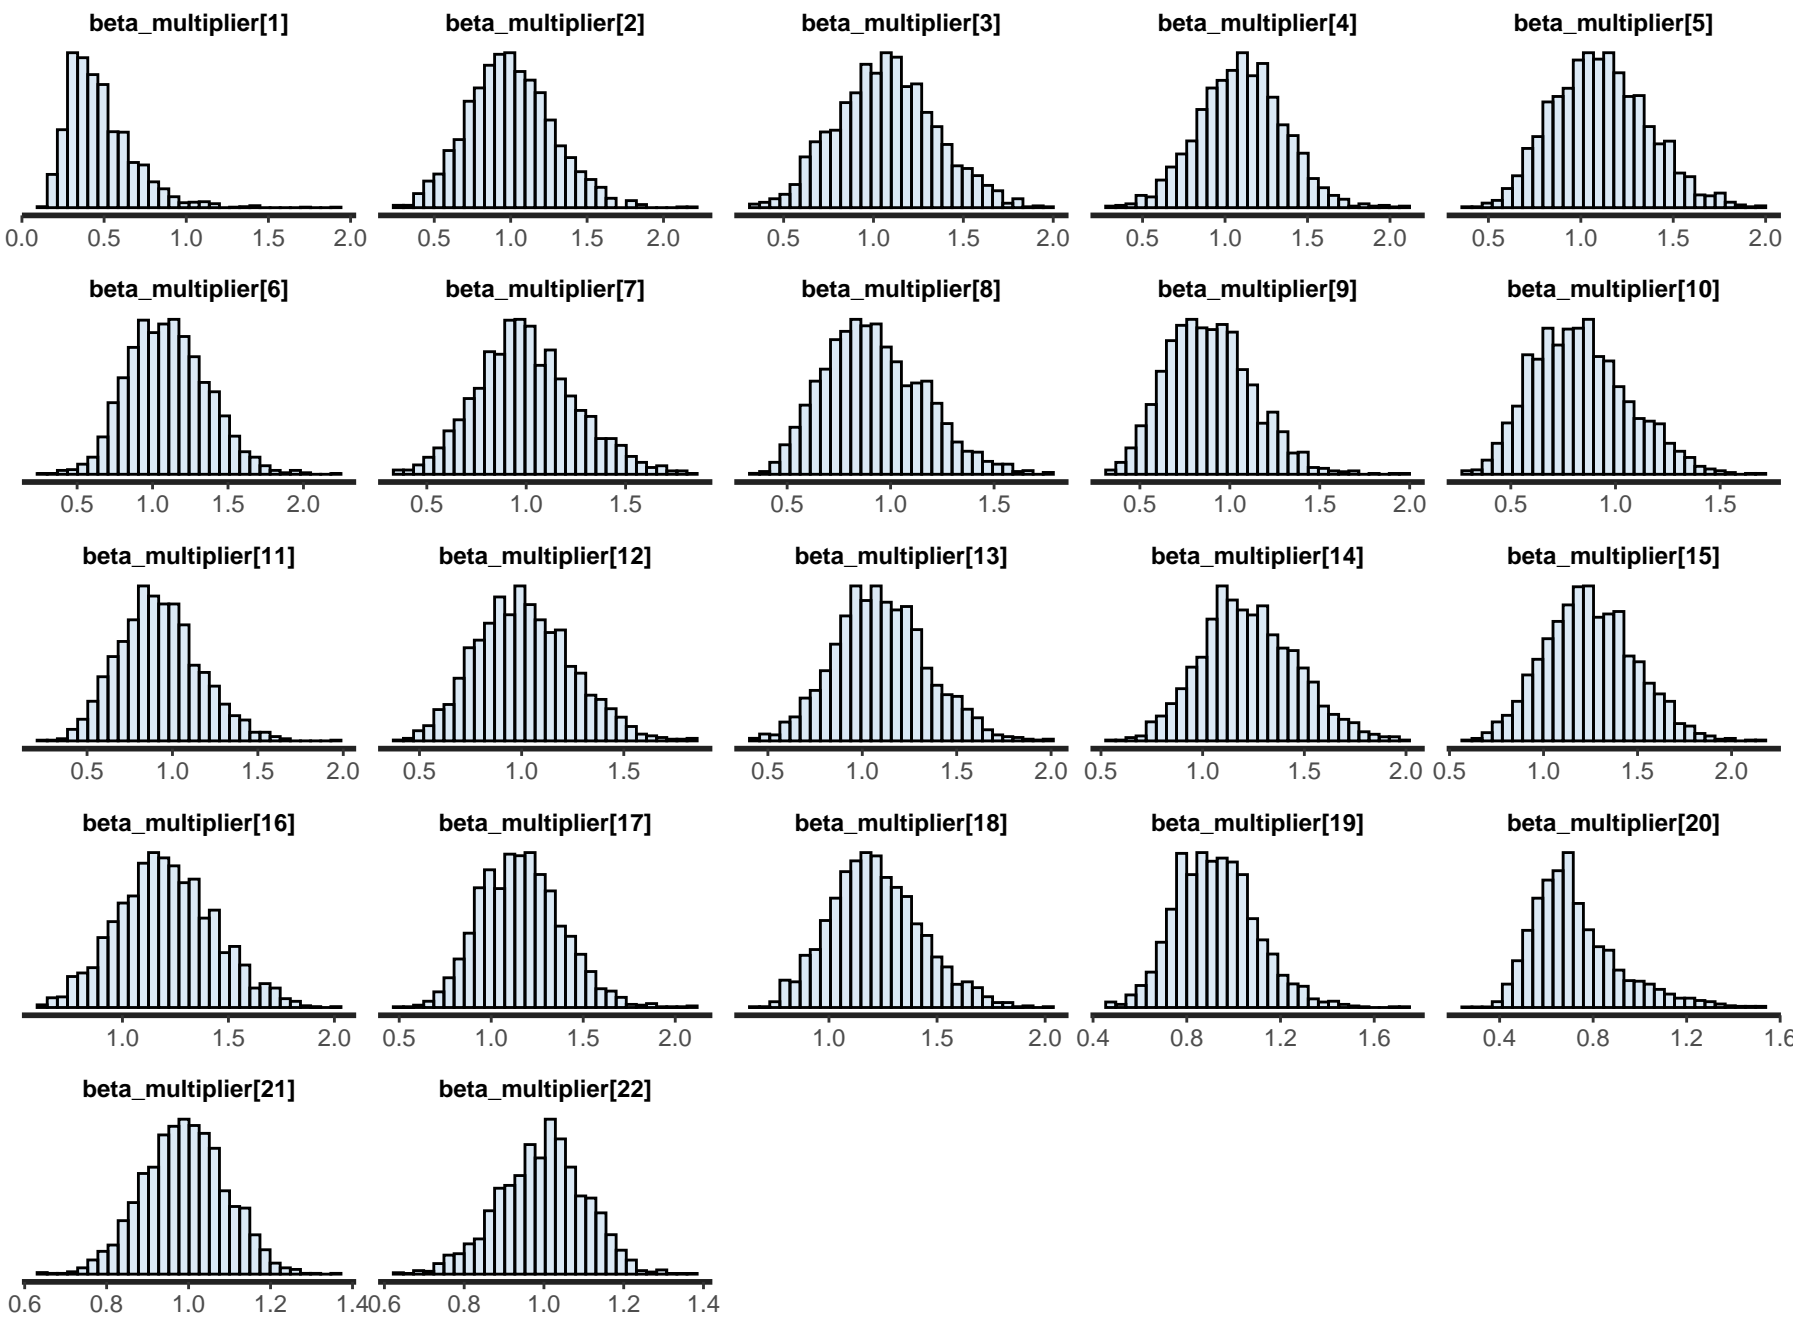 beta_multiplier[1] beta_multiplier[2] beta_multiplier[3] beta_multiplier[4] beta_multiplier[5]
0.0 0.5 1.0 1.5 2.0 0.5 1.0 1.5 2.0 0.5 1.0 1.5 2.0 0.5 1.0 1.5 2.0 0.5 1.0 1.5 2.0
beta_multiplier[6] beta_multiplier[7] beta_multiplier[8] beta_multiplier[9] beta_multiplier[10]
0.5 1.0 1.5 2.0 0.5 1.0 1.5 0.5 1.0 1.5 0.5 1.0 1.5 2.0 0.5 1.0 1.5
beta_multiplier[11] beta_multiplier[12] beta_multiplier[13] beta_multiplier[14] beta_multiplier[15]
0.5 1.0 1.5 2.0 0.5 1.0 1.5 0.5 1.0 1.5 2.0 0.5 1.0 1.5 2.0 0.5 1.0 1.5 2.0
beta_multiplier[16] beta_multiplier[17] beta_multiplier[18] beta_multiplier[19] beta_multiplier[20]
1.0 1.5 2.0 0.5 1.0 1.5 2.0 1.0 1.5 2.0 0.4 0.8 1.2 1.6 0.4 0.8 1.2 1.6
beta_multiplier[21] beta_multiplier[22]
0.6 0.8 1.0 1.2 1.4 0.6 0.8 1.0 1.2 1.4